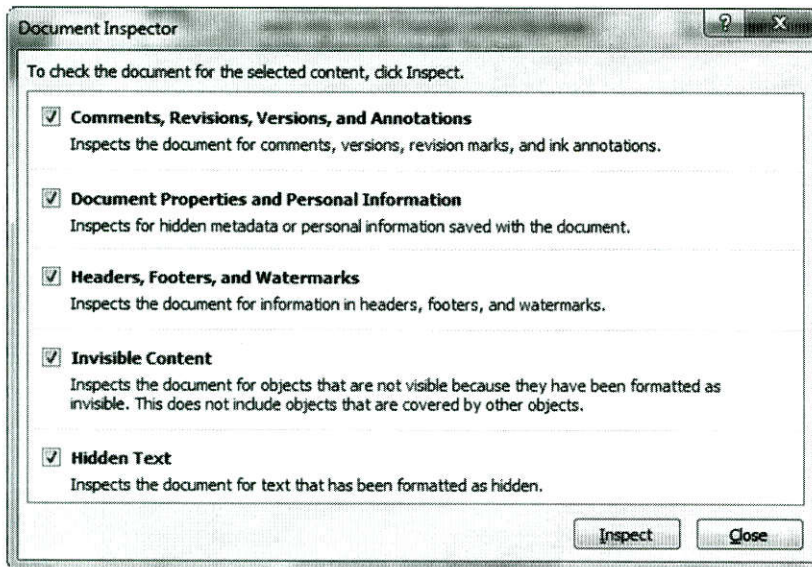 Document Inspector
To check the document for the selected content, click Inspect.
Comments, Revisions, Versions, and Annotations
Inspects the document for comments, versions, revision marks, and ink annotations.
Document Properties and Personal Information
Inspects for hidden metadata or personal information saved with the document.
Headers, Footers, and Watermarks
Inspects the document for information in headers, footers, and watermarks.
Invisible Content
Inspects the document for objects that are not visible because they have been formatted as
invisible. This does not include objects that are covered by other objects.
Hidden Text
Inspects the document for text that has been formatted as hidden.
Inspect Close